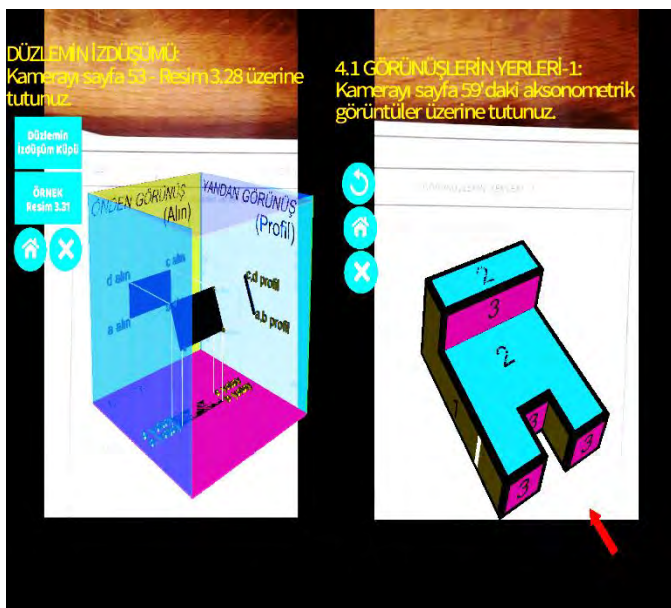 DÜZLEMİN İZDÜŞÜMÜ:
Kamerayı sayfa 53 - Resim 3.28 üzerine
tutunuz.
Düzlemin
İzdüşüm Küpü
ÖRNEK
Resim 3.31
ÖNDEN GÖRÜNÜŞ
(Alın)
YANDAN GÖRÜNÜŞ
(Profil)
c alın
d alın
a alın
c,d profil
a,b profil
4.1 GÖRÜNÜŞLERİN YERLERİ-1:
Kamerayı sayfa 59'daki aksonometrik
görüntüler üzerine tutunuz.
2
3
2
1
3
3
3